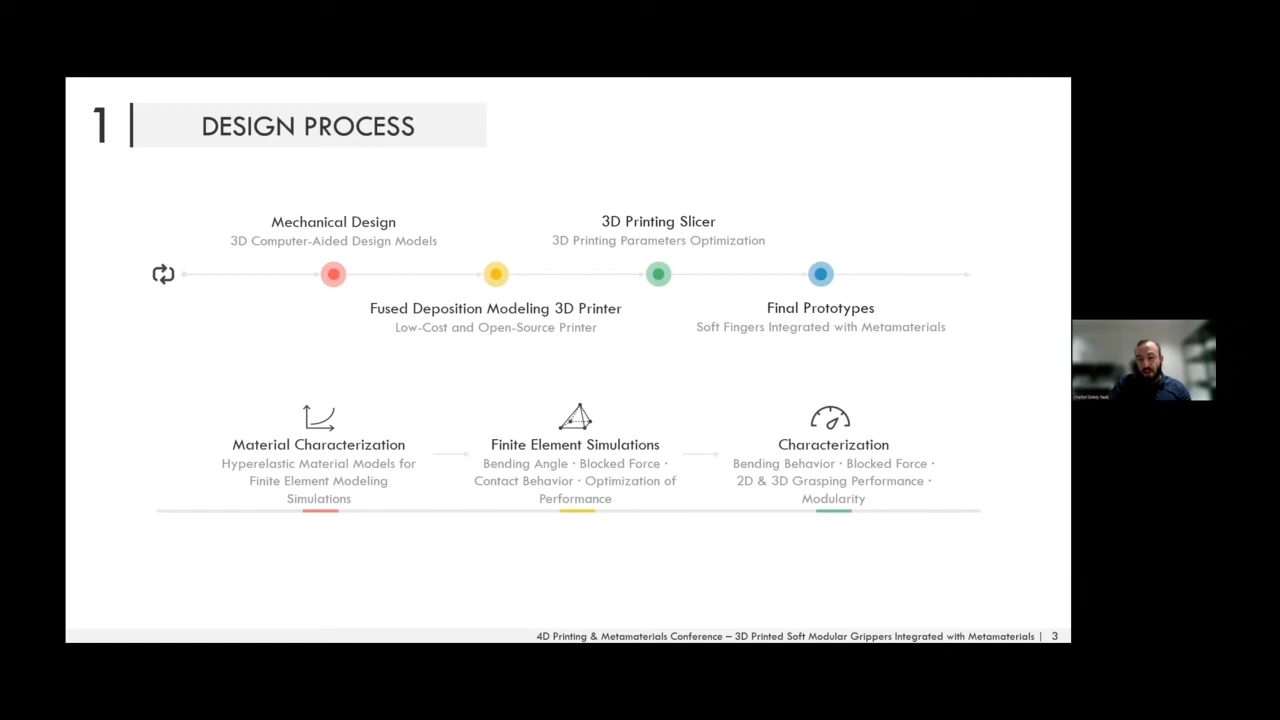 1
DESIGN PROCESS
Mechanical Design
3D Computer-Aided Design Models
3D Printing Slicer
3D Printing Parameters Optimization
Fused Deposition Modeling 3D Printer
Low-Cost and Open-Source Printer
Final Prototypes
Soft Fingers Integrated with Metamaterials
Material Characterization
Hyperelastic Material Models for
Finite Element Modeling
Simulations
Finite Element Simulations
Bending Angle · Blocked Force ·
Contact Behavior · Optimization of
Performance
Characterization
Bending Behavior · Blocked Force ·
2D & 3D Grasping Performance ·
Modularity
4D Printing & Metamaterials Conference – 3D Printed Soft Modular Grippers Integrated with Metamaterials | 3